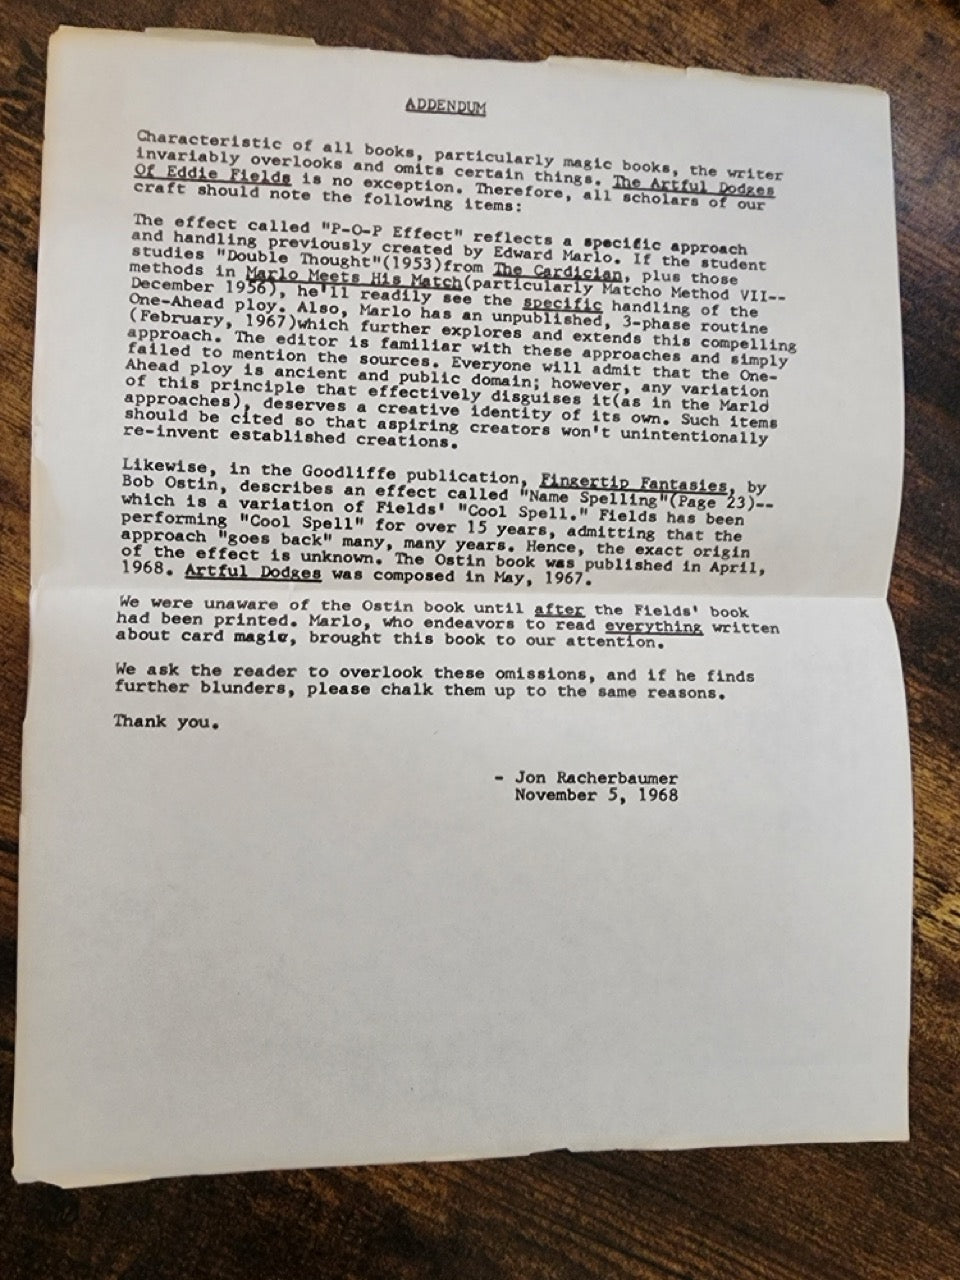 ADDENDUM
Characteristic of all books, particularly magic books, the writer
invariably overlooks and omits certain things. The Artful Dodges
Of Eddie Fields is no exception. Therefore, all scholars of our
craft should note the following items:
The effect called "P-O-P Effect" reflects a specific approach
and handling previously created by Edward Marlo. If the student
studies "Double Thought"(1953)from The Cardician, plus those
methods in Marlo Meets His Match(particularly Matcho Method VII--
December 1956), he'll readily see the specific handling of the
One-Ahead ploy. Also, Marlo has an unpublished, 3-phase routine
(February, 1967)which further explores and extends this compelling
approach. The editor is familiar with these approaches and simply
failed to mention the sources. Everyone will admit that the One-
Ahead ploy is ancient and public domain; however, any variation
of this principle that effectively disguises it(as in the Marlo
approaches), deserves a creative identity of its own. Such items
should be cited so that aspiring creators won't unintentionally
re-invent established creations.
Likewise, in the Goodliffe publication, Fingertip Fantasies, by
Bob Ostin, describes an effect called "Name Spelling"(Page 23)--
which is a variation of Fields' "Cool Spell." Fields has been
performing "Cool Spell" for over 15 years, admitting that the
approach "goes back" many, many years. Hence, the exact origin
of the effect is unknown. The Ostin book was published in April,
1968. Artful Dodges was composed in May, 1967.
We were unaware of the Ostin book until after the Fields' book
had been printed. Marlo, who endeavors to read everything written
about card magic, brought this book to our attention.
We ask the reader to overlook these omissions, and if he finds
further blunders, please chalk them up to the same reasons.
Thank you.
- Jon Racherbaumer
November 5, 1968